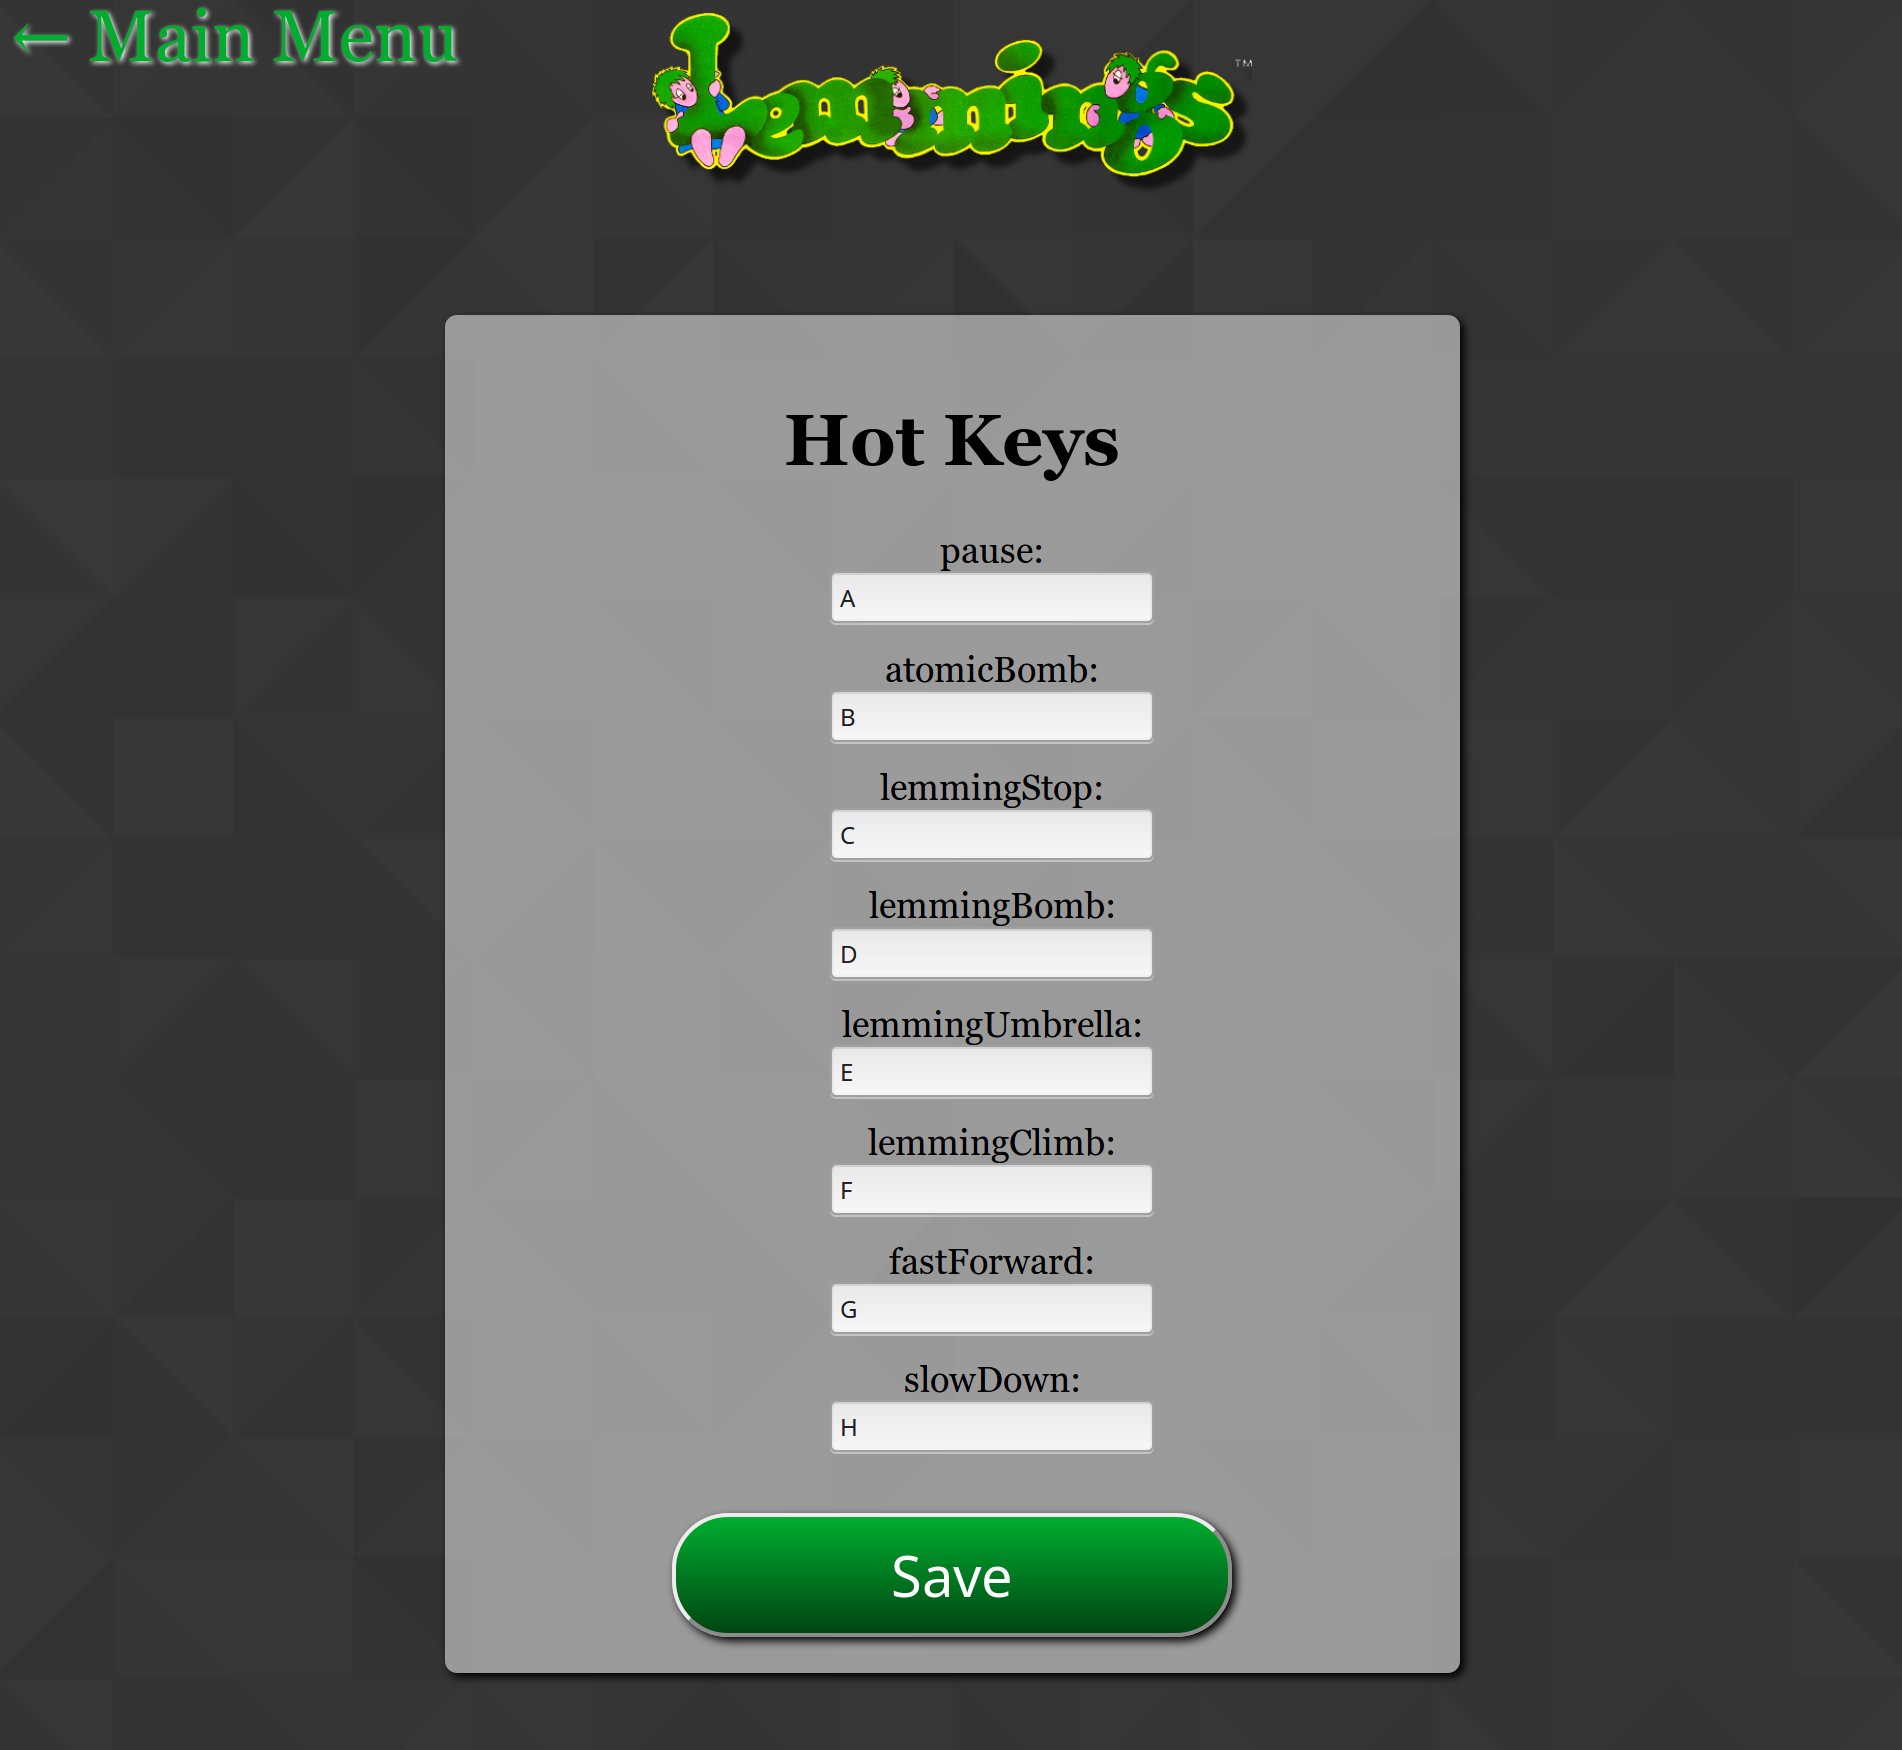 ← Main Menu
Lemmings™
Hot Keys
pause:
A
atomicBomb:
B
lemmingStop:
C
lemmingBomb:
D
lemmingUmbrella:
E
lemmingClimb:
F
fastForward:
G
slowDown:
H
Save